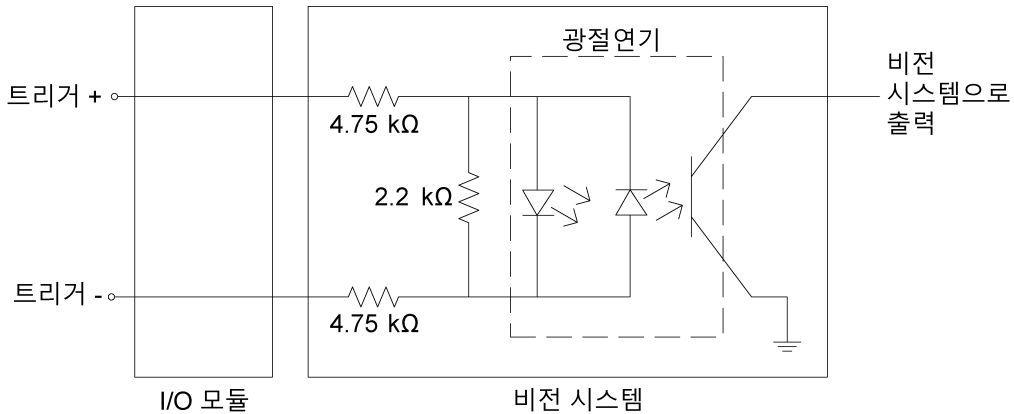 광절연기
트리거 +
4.75 kΩ
비전
시스템으로
출력
2.2 kΩ
트리거 -
4.75 kΩ
I/O 모듈
비전 시스템